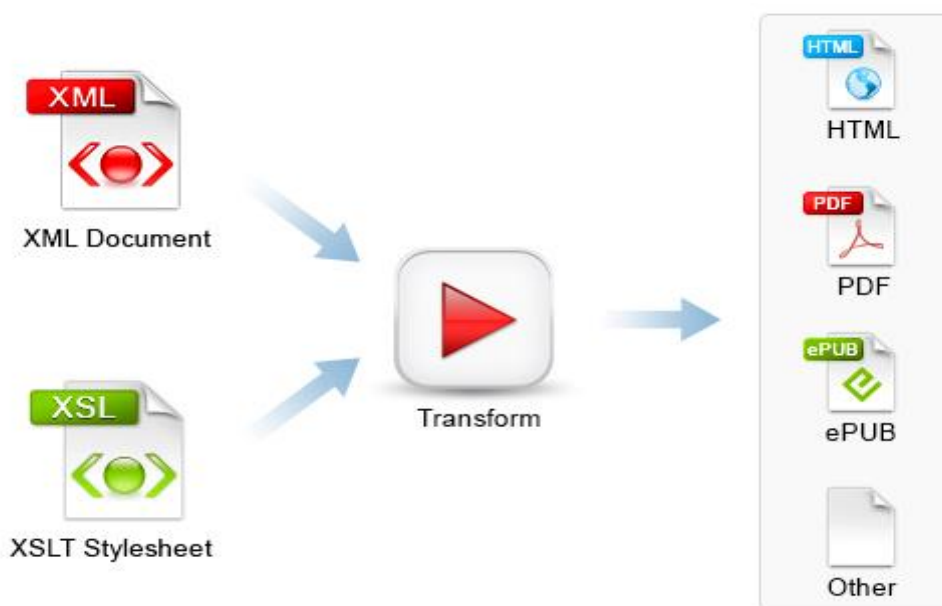 XML
XML Document
XSL
XSLT Stylesheet
Transform
HTML
HTML
PDF
PDF
ePUB
ePUB
Other